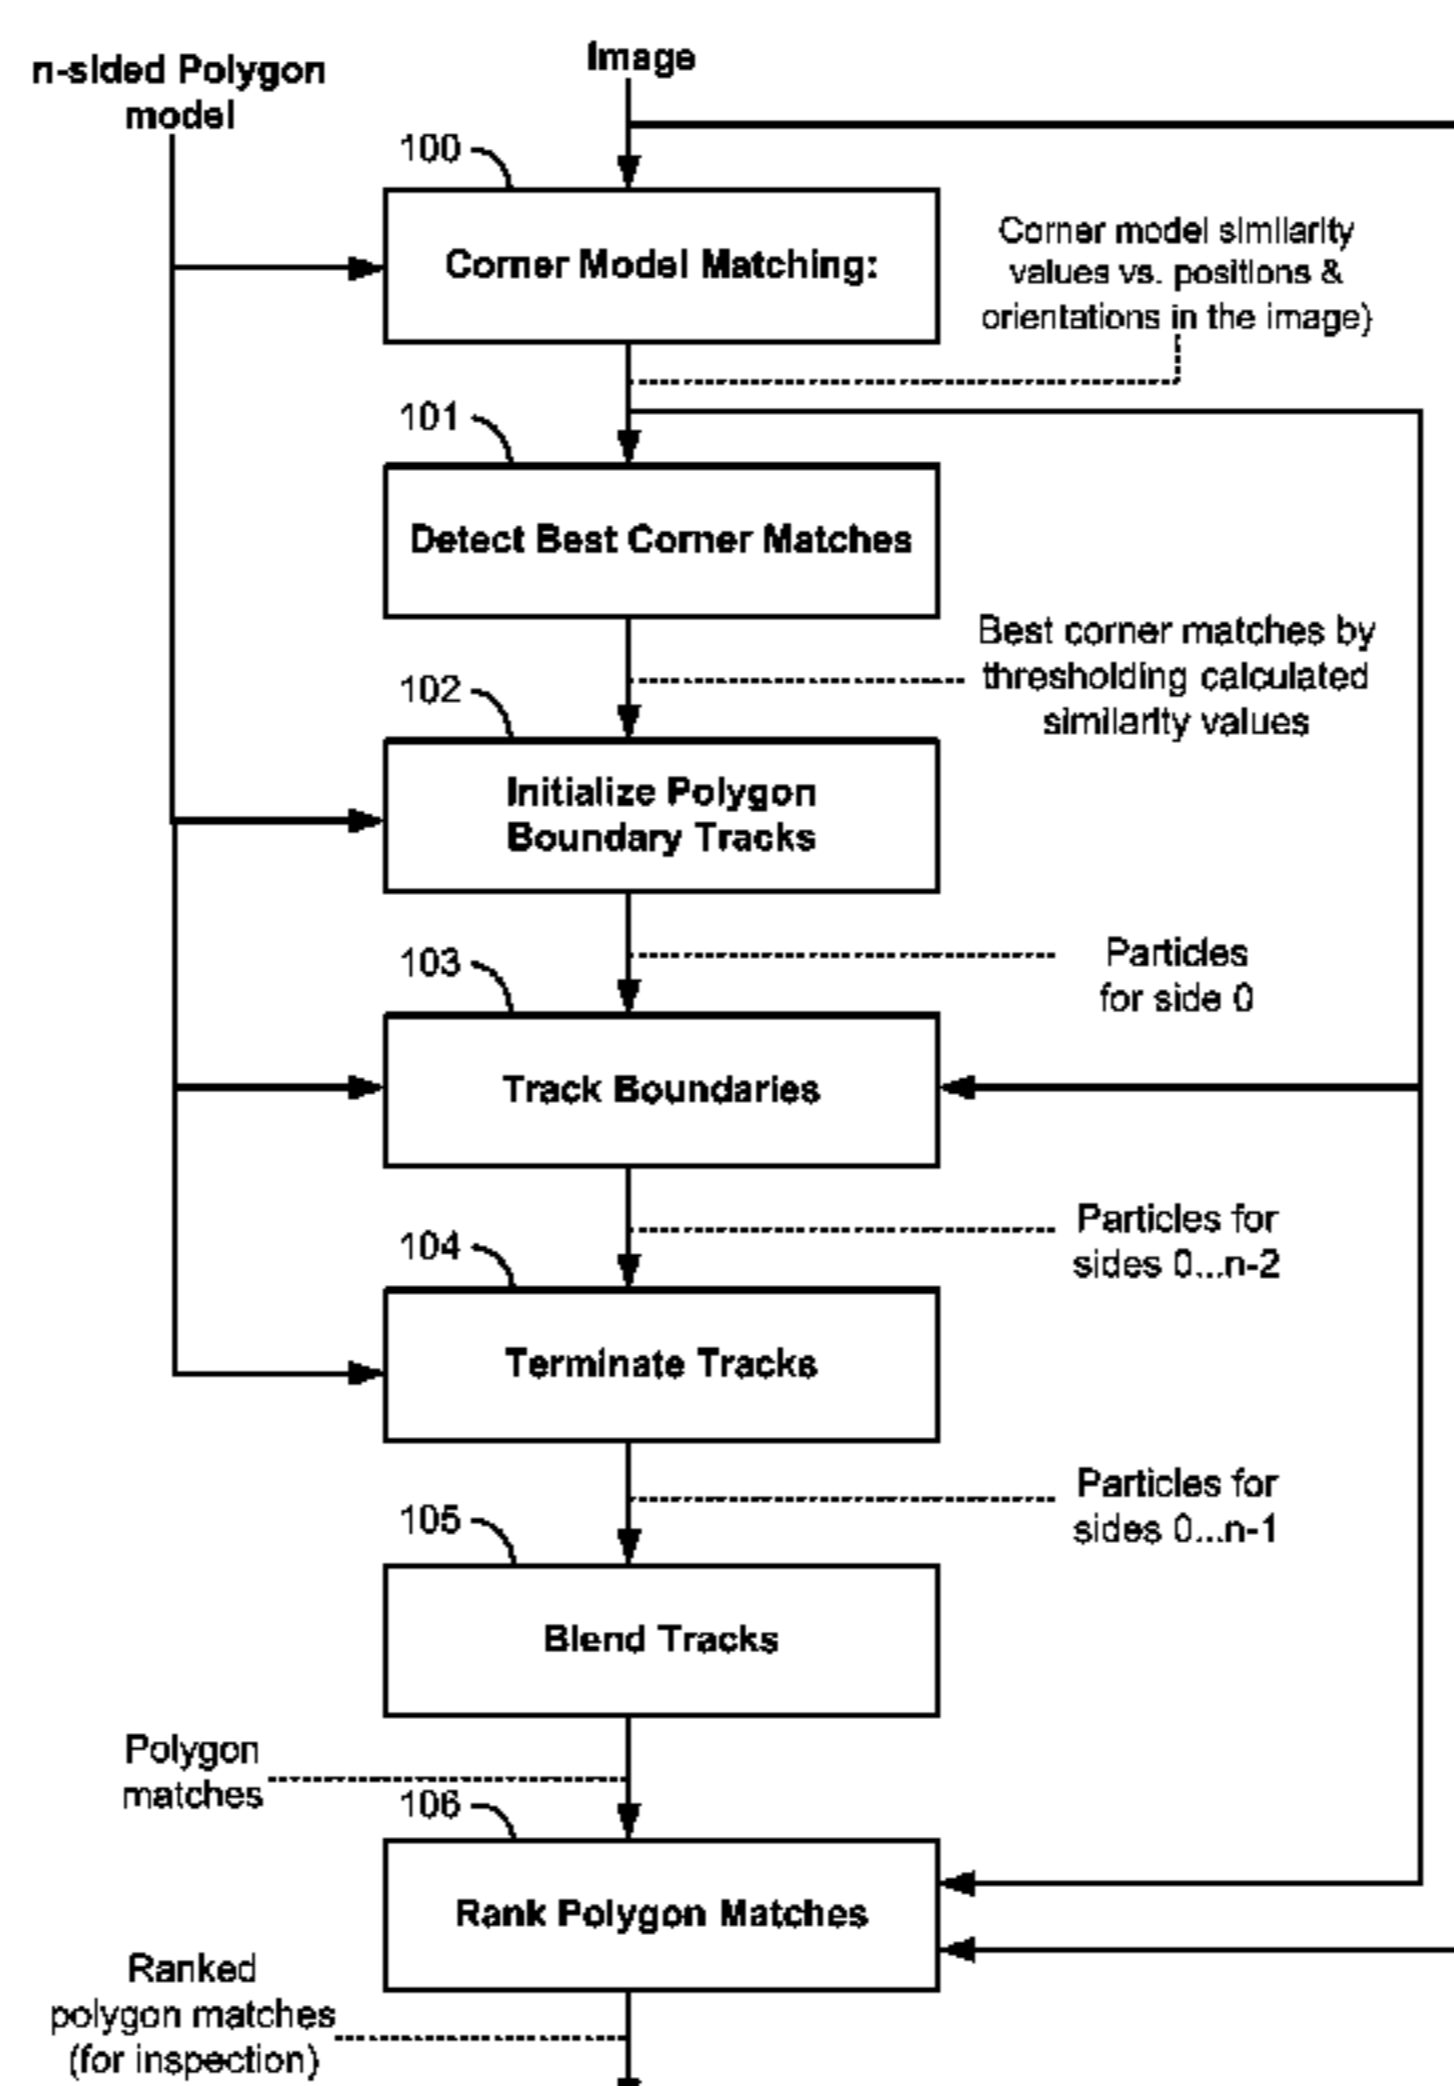 n-sided Polygon
model
Image
100
Corner Model Matching:
Corner model similarity
values vs. positions &
orientations in the image)
101
Detect Best Corner Matches
Best corner matches by
thresholding calculated
similarity values
102
Initialize Polygon
Boundary Tracks
Particles
for side 0
103
Track Boundaries
Particles for
sides 0...n-2
104
Terminate Tracks
Particles for
sides 0...n-1
105
Blend Tracks
Polygon
matches
106
Rank Polygon Matches
Ranked
polygon matches
(for inspection)